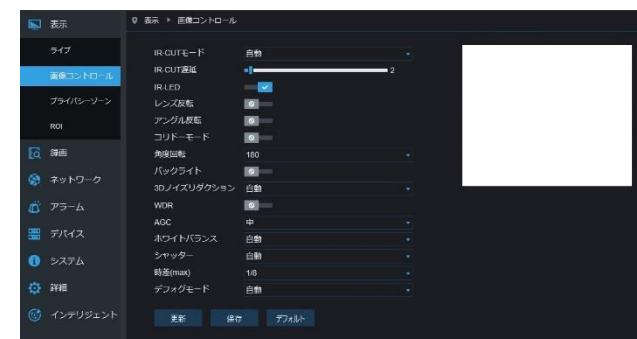 表示
ライブ
画像コントロール
プライバシーゾーン
ROI
録画
ネットワーク
アラーム
デバイス
システム
詳細
インテリジェント
表示 ▸ 画像コントロール
IR-CUTモード 自動
IR-CUT遅延 2
IR-LED
レンズ反転
アングル反転
コリドーモード
角度回転 180
バックライト
3Dノイズリダクション 自動
WDR
AGC 中
ホワイトバランス 自動
シャッター 自動
時差(max) 1/8
デフォグモード 自動
更新 保存 デフォルト